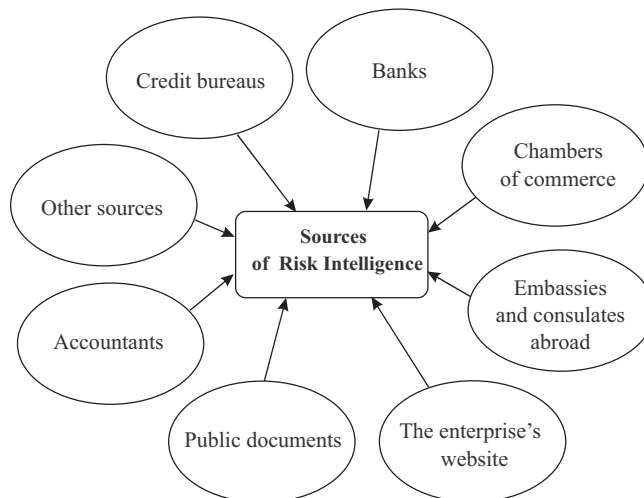 Credit bureaus
Banks
Chambers
of commerce
Other sources
Sources
of Risk Intelligence
Embassies
and consulates
abroad
Accountants
Public documents
The enterprise’s
website